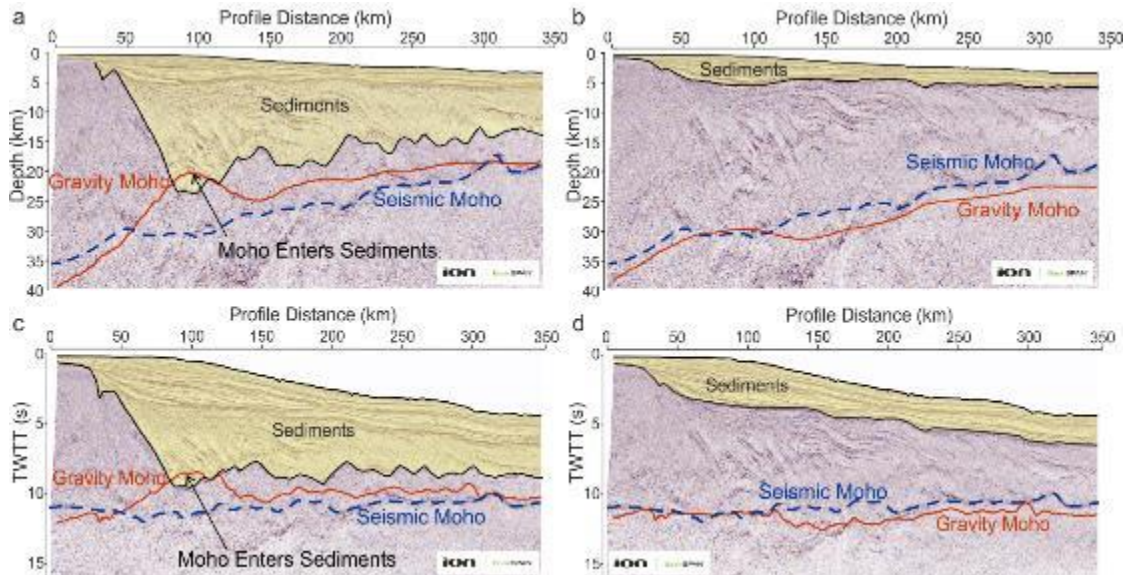 a
Profile Distance (km)
0 50 100 150 200 250 300 350
Depth (km)
0
5
10
15
20
25
30
35
40
Sediments
Gravity Moho
Seismic Moho
Moho Enters Sediments
ion
b
Profile Distance (km)
0 50 100 150 200 250 300 350
Depth (km)
0
5
10
15
20
25
30
35
40
Sediments
Seismic Moho
Gravity Moho
ion
c
Profile Distance (km)
0 50 100 150 200 250 300 350
TWTT (s)
0
5
10
15
Sediments
Gravity Moho
Seismic Moho
Moho Enters Sediments
ion
d
Profile Distance (km)
0 50 100 150 200 250 300 350
TWTT (s)
0
5
10
15
Sediments
Seismic Moho
Gravity Moho
ion